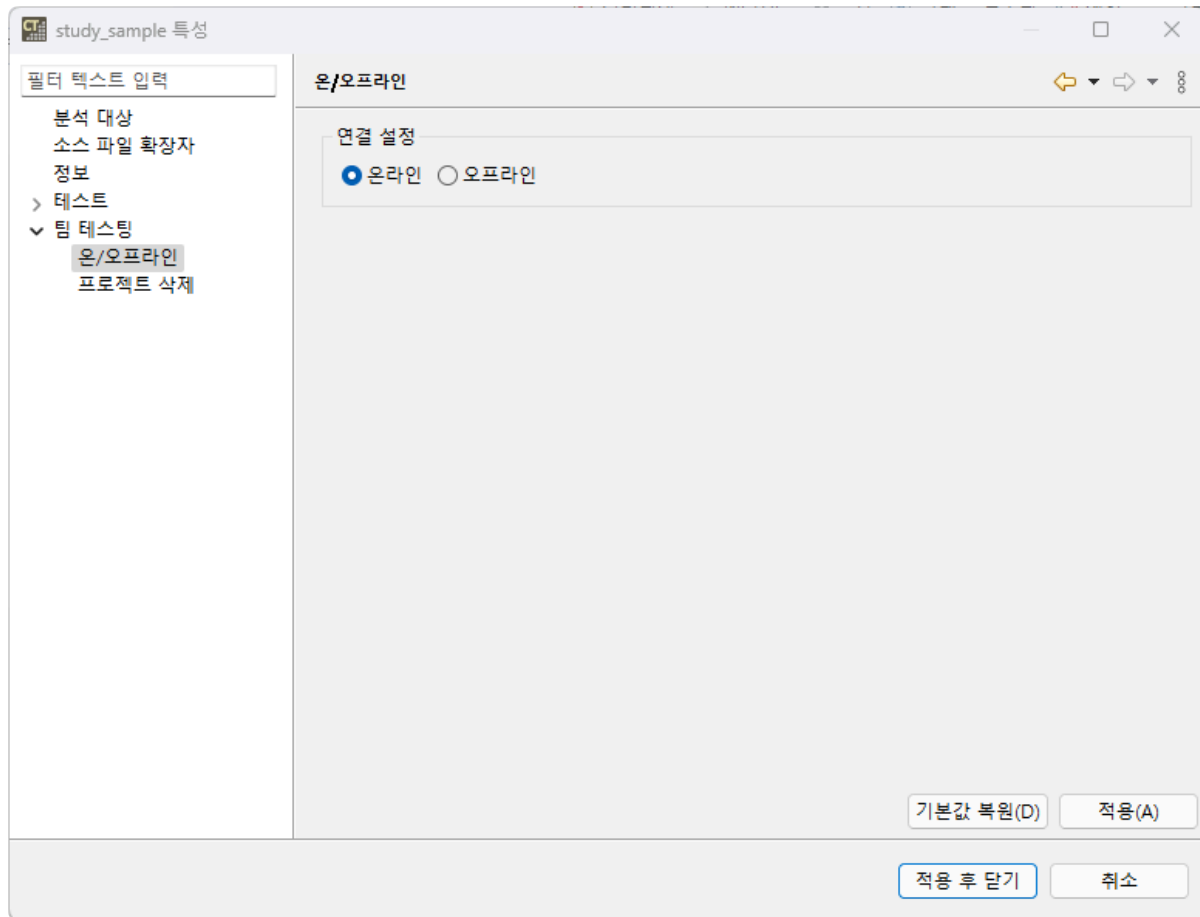 study_sample 특성
필터 텍스트 입력
분석 대상
소스 파일 확장자
정보
테스트
팀 테스팅
온/오프라인
프로젝트 삭제
온/오프라인
연결 설정
온라인 오프라인
기본값 복원(D) 적용(A)
적용 후 닫기 취소